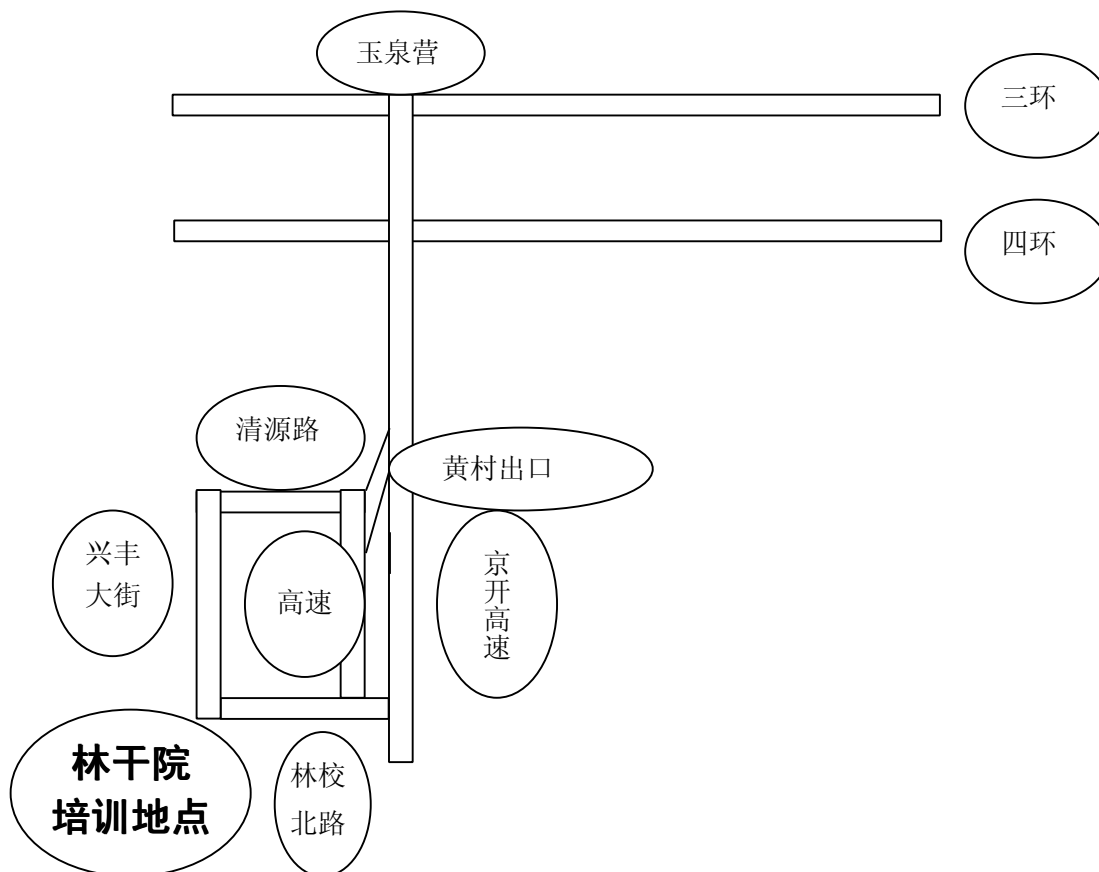 玉泉营
三环
四环
清源路
黄村出口
兴丰
大街
高速
京
开
高
速
林干院
培训地点
林校
北路